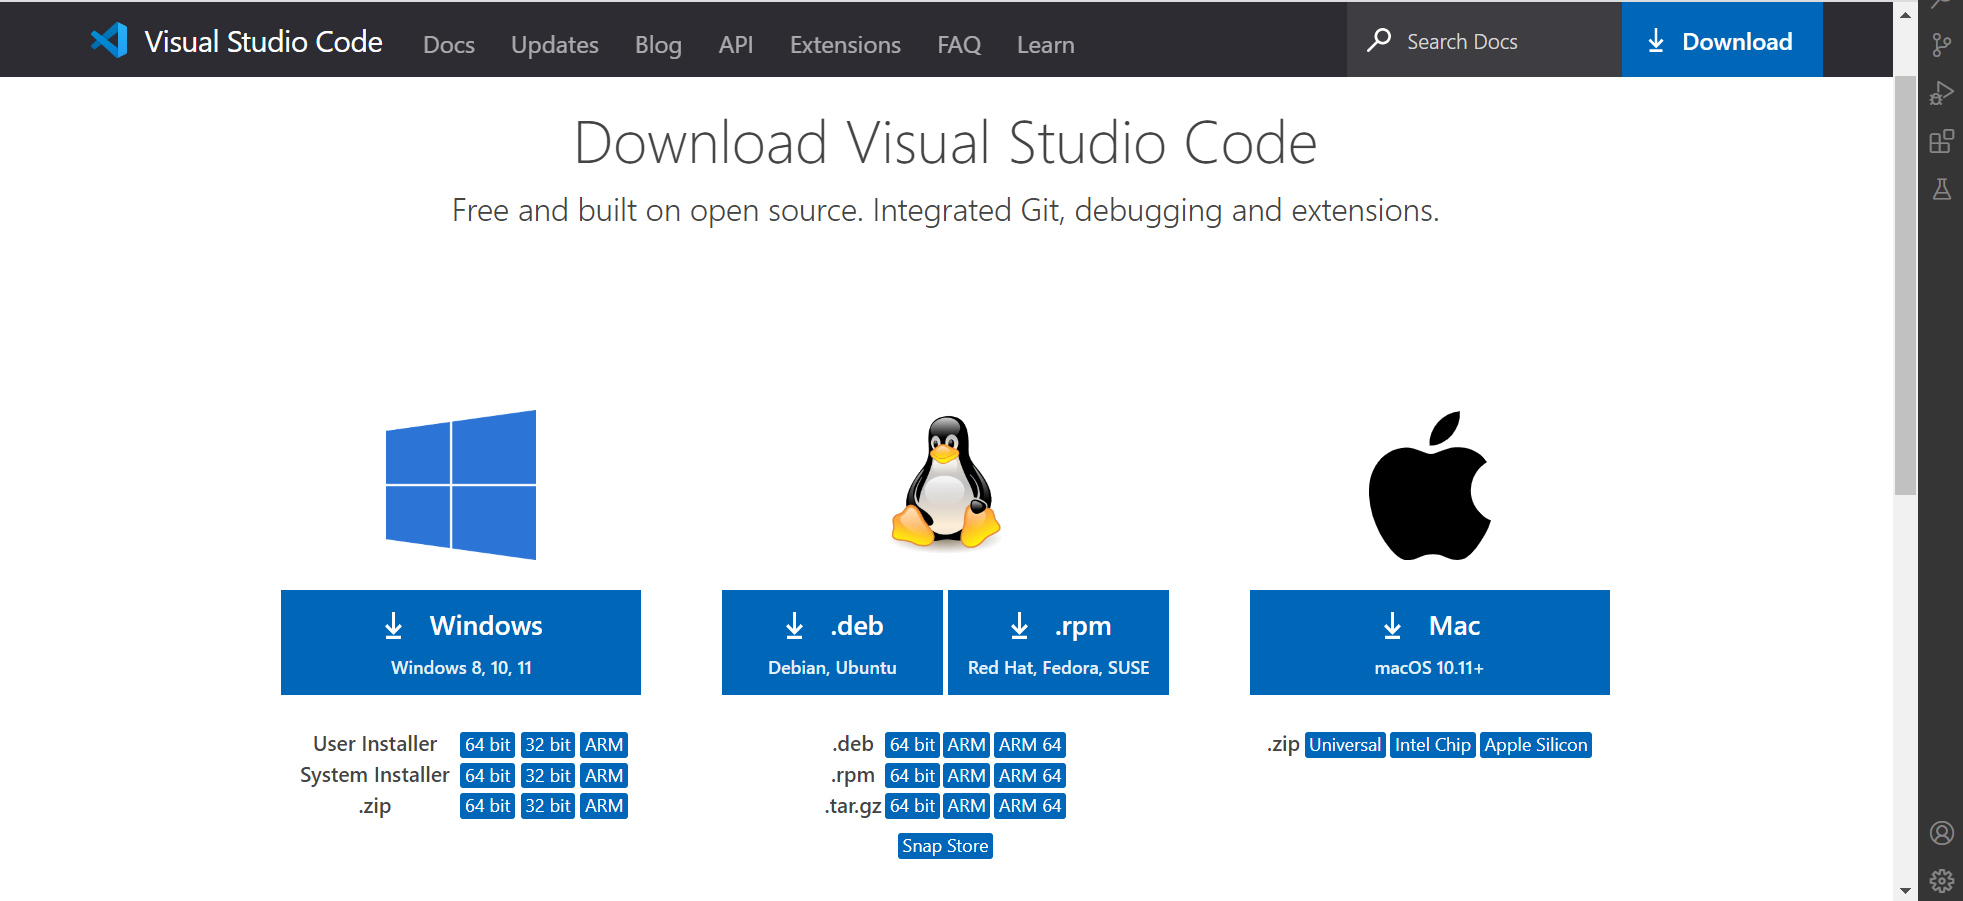 Visual Studio Code Docs Updates Blog API Extensions FAQ Learn Search Docs Download
Download Visual Studio Code
Free and built on open source. Integrated Git, debugging and extensions.
Windows
Windows 8, 10, 11
User Installer 64 bit 32 bit ARM
System Installer 64 bit 32 bit ARM
.zip 64 bit 32 bit ARM
.deb
Debian, Ubuntu
.rpm
Red Hat, Fedora, SUSE
.deb 64 bit ARM ARM 64
.rpm 64 bit ARM ARM 64
.tar.gz 64 bit ARM ARM 64
Snap Store
Mac
macOS 10.11+
.zip Universal Intel Chip Apple Silicon